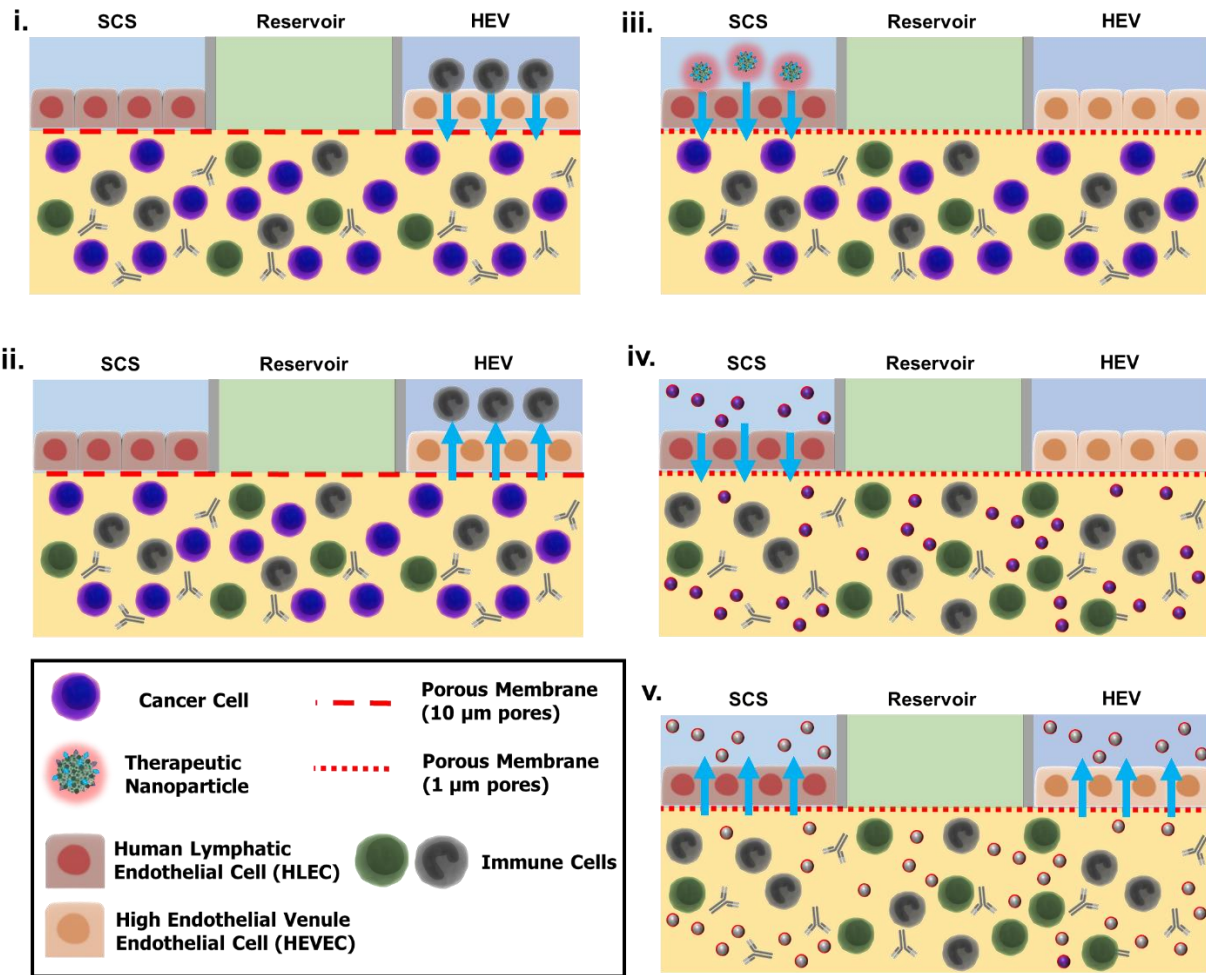 i.
SCS
Reservoir
HEV
iii.
SCS
Reservoir
HEV
ii.
SCS
Reservoir
HEV
iv.
SCS
Reservoir
HEV
Cancer Cell
Porous Membrane
(10 µm pores)
Therapeutic
Nanoparticle
Porous Membrane
(1 µm pores)
Human Lymphatic
Endothelial Cell (HLEC)
Immune Cells
High Endothelial Venule
Endothelial Cell (HEVEC)
v.
SCS
Reservoir
HEV